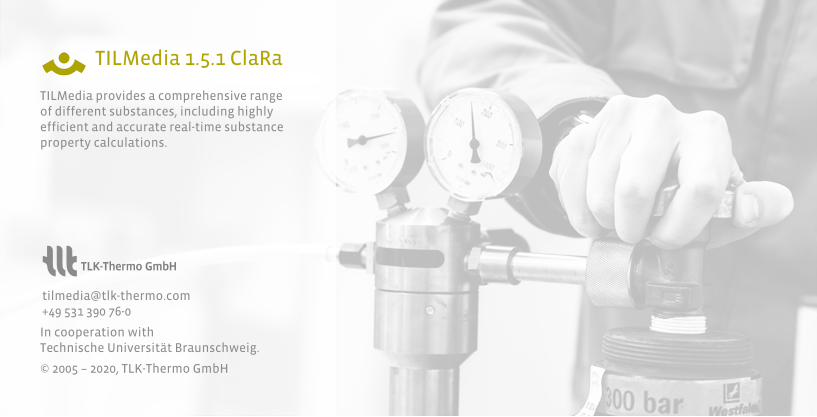 TILMedia 1.5.1 ClaRa
TILMedia provides a comprehensive range
of different substances, including highly
efficient and accurate real-time substance
property calculations.
TLK-Thermo GmbH
tilmedia@tlk-thermo.com
+49 531 390 76-0
In cooperation with
Technische Universität Braunschweig.
© 2005 – 2020, TLK-Thermo GmbH
300 bar